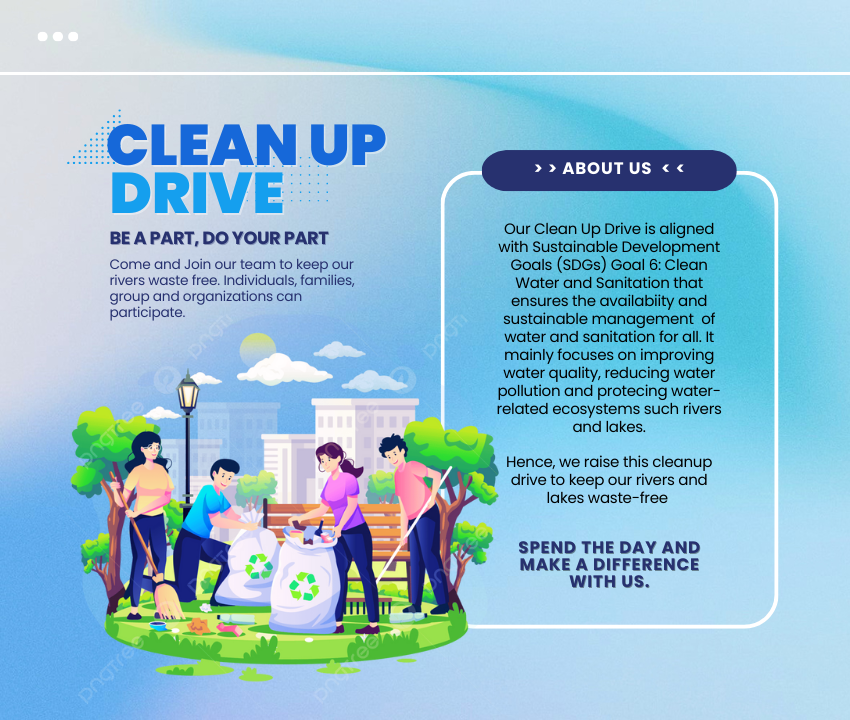 CLEAN UP
DRIVE
BE A PART, DO YOUR PART
Come and Join our team to keep our
rivers waste free. Individuals, families,
group and organizations can
participate.
> > ABOUT US < <
Our Clean Up Drive is aligned
with Sustainable Development
Goals (SDGs) Goal 6: Clean
Water and Sanitation that
ensures the availabiity and
sustainable management of
water and sanitation for all. It
mainly focuses on improving
water quality, reducing water
pollution and protecing water-
related ecosystems such rivers
and lakes.
Hence, we raise this cleanup
drive to keep our rivers and
lakes waste-free
SPEND THE DAY AND
MAKE A DIFFERENCE
WITH US.
pngtree